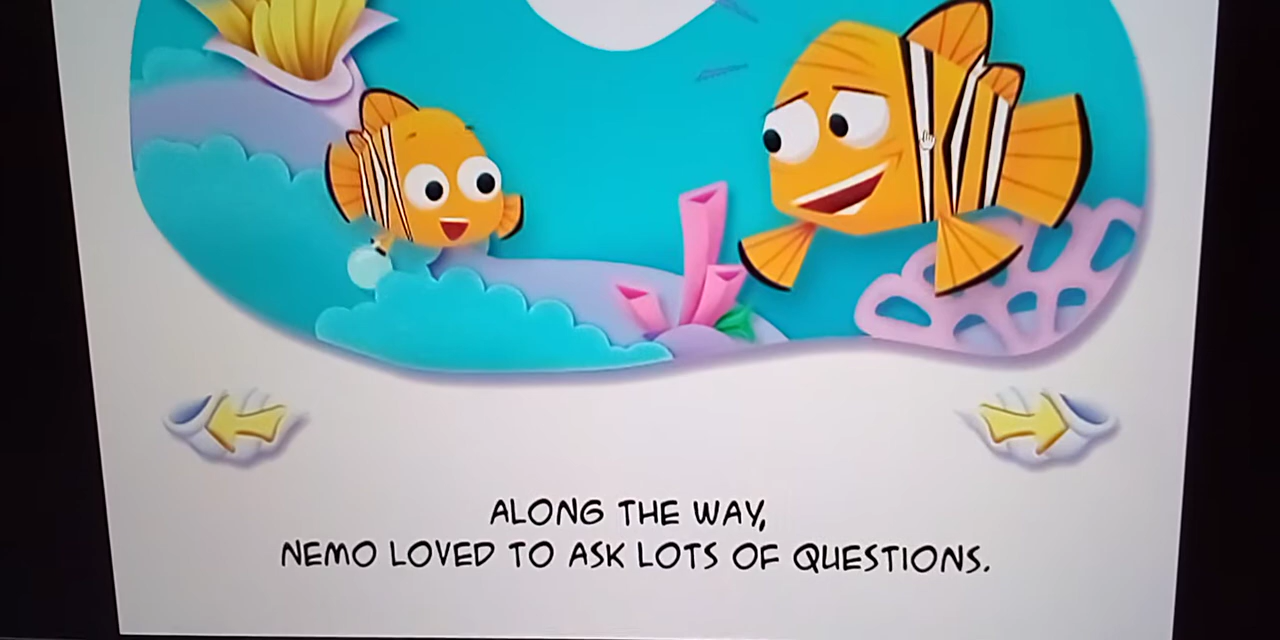 ALONG THE WAY,
NEMO LOVED TO ASK LOTS OF QUESTIONS.